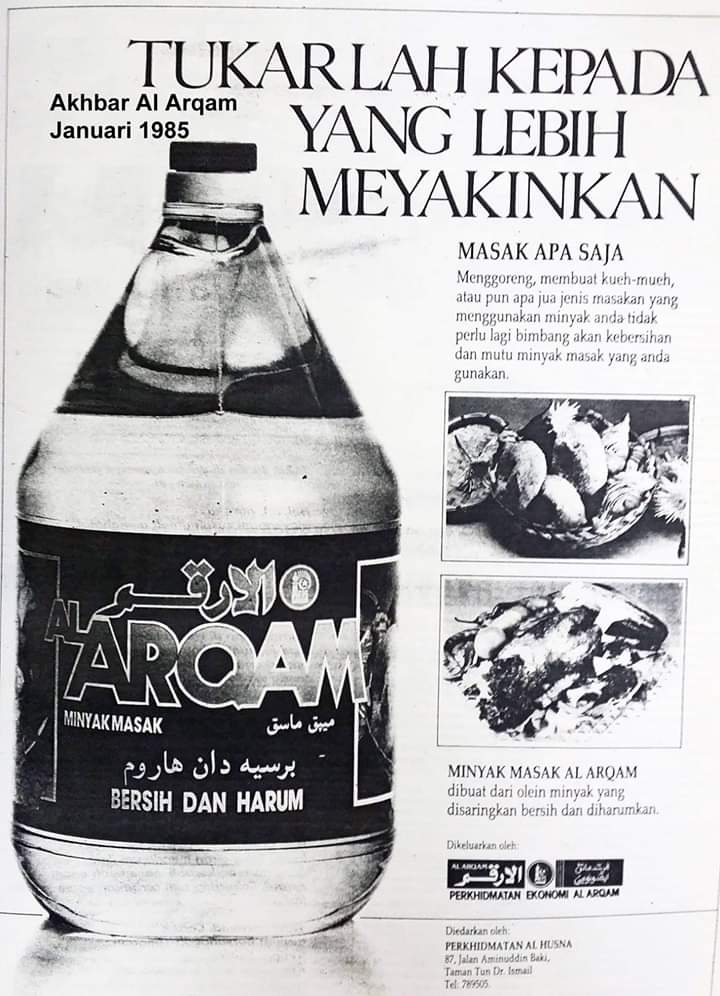 TUKARLAH KEPADA
YANG LEBIH
MEYAKINKAN
Akhbar Al Arqam
Januari 1985
MASAK APA SAJA
Menggoreng, membuat kueh-mueh,
atau pun apa jua jenis masakan yang
menggunakan minyak anda tidak
perlu lagi bimbang akan kebersihan
dan mutu minyak masak yang anda
gunakan.
الارقم
AL ARQAM
MINYAK MASAK
ميڽق ماسق
برسيه دان هاروم
BERSIH DAN HARUM
MINYAK MASAK AL ARQAM
dibuat dari olein minyak yang
disaringkan bersih dan diharumkan.
Dikeluarkan oleh:
AL ARQAM
الارقم
PERKHIDMATAN EKONOMI AL ARQAM
Diedarkan oleh:
PERKHIDMATAN AL HUSNA
87, Jalan Aminuddin Baki,
Taman Tun Dr. Ismail
Tel: 789505.